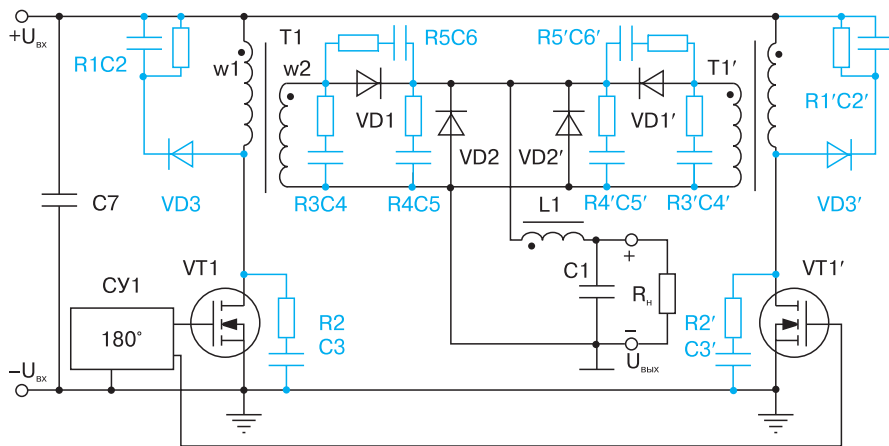 +Uвх
R1C2
w1
T1
w2
R5C6
R5′C6′
T1′
R1′C2′
VD1
VD1′
VD2
VD2′
VD3
C7
R3C4
R4C5
R4′C5′
R3′C4′
VD3′
L1
VT1
C1
+
Rн
VT1′
СУ1
180°
R2
C3
R2′
C3′
−
Uвых
−Uвх